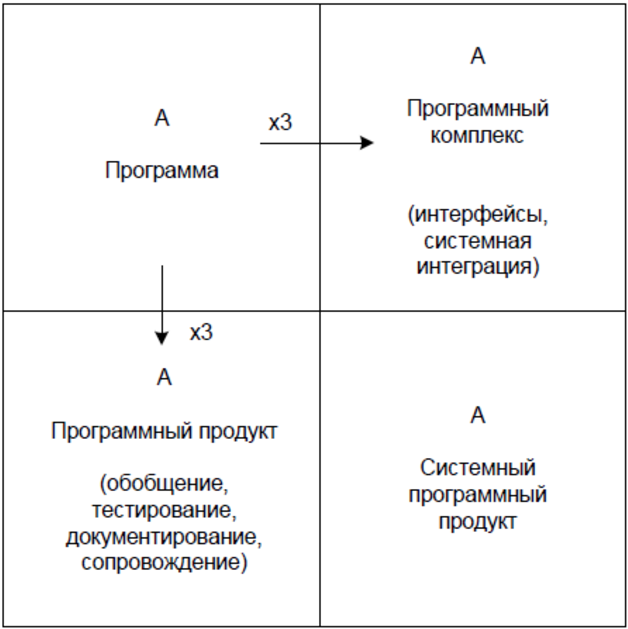 А
Программа
x3
А
Программный
комплекс
(интерфейсы,
системная
интеграция)
x3
А
Программный продукт
(обобщение,
тестирование,
документирование,
сопровождение)
А
Системный
программный
продукт